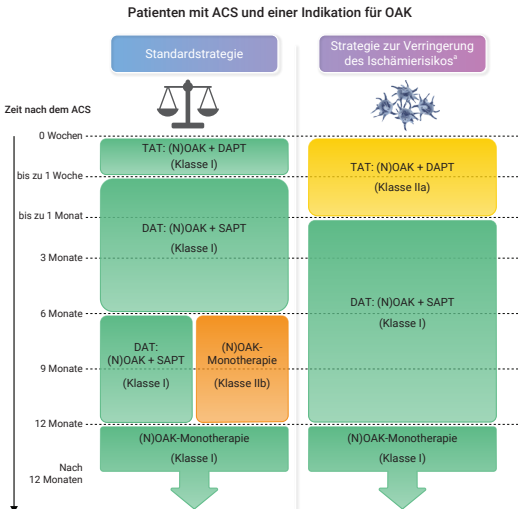 Patienten mit ACS und einer Indikation für OAK
Standardstrategie
Strategie zur Verringerung
des Ischämierisikosª
Zeit nach dem ACS
0 Wochen
bis zu 1 Woche
bis zu 1 Monat
3 Monate
6 Monate
9 Monate
12 Monate
Nach
12 Monaten
TAT: (N)OAK + DAPT
(Klasse I)
DAT: (N)OAK + SAPT
(Klasse I)
DAT:
(N)OAK + SAPT
(Klasse I)
(N)OAK-
Monotherapie
(Klasse IIb)
(N)OAK-Monotherapie
(Klasse I)
TAT: (N)OAK + DAPT
(Klasse IIa)
DAT: (N)OAK + SAPT
(Klasse I)
(N)OAK-Monotherapie
(Klasse I)